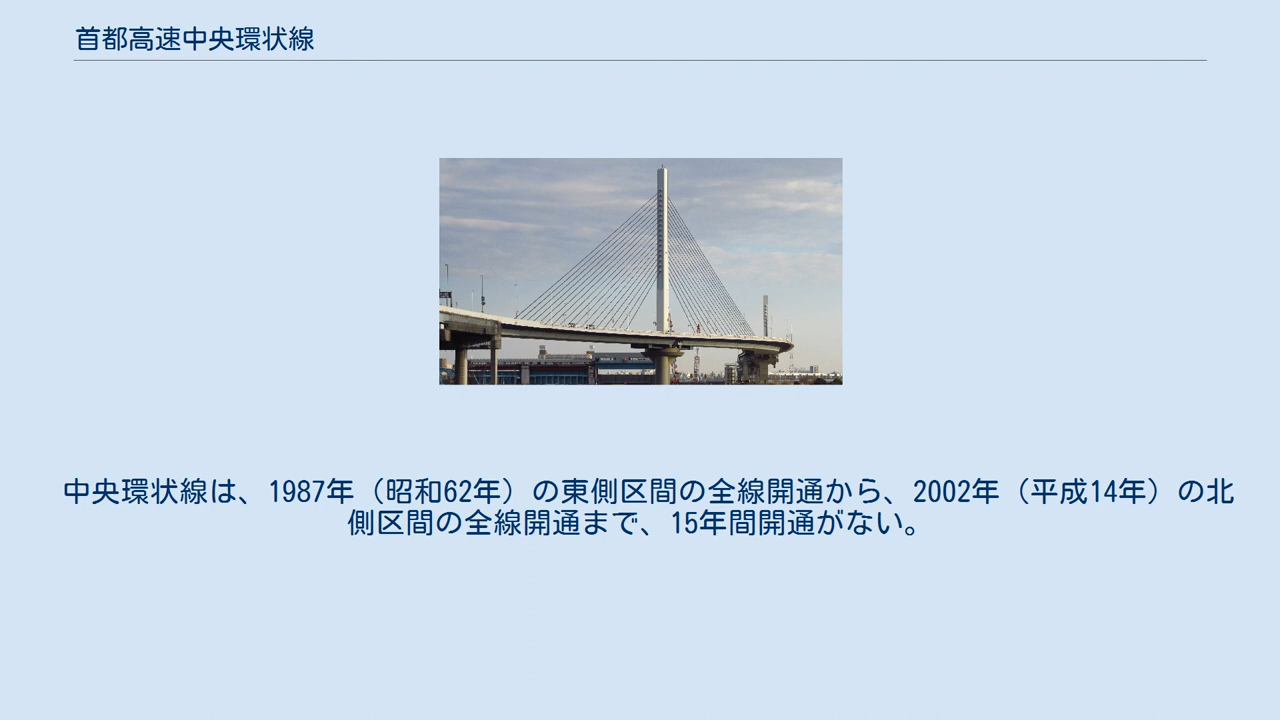 首都高速中央環状線
中央環状線は、1987年（昭和62年）の東側区間の全線開通から、2002年（平成14年）の北
側区間の全線開通まで、15年間開通がない。